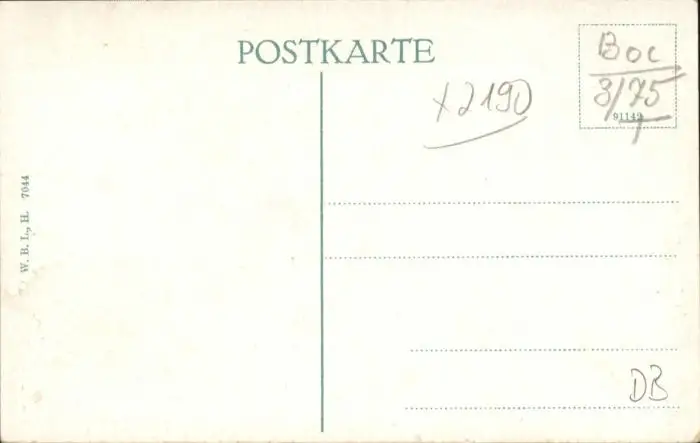 POSTKARTE
Boc
3/75
91149
x2190
W. B. L., H. 7044
DB